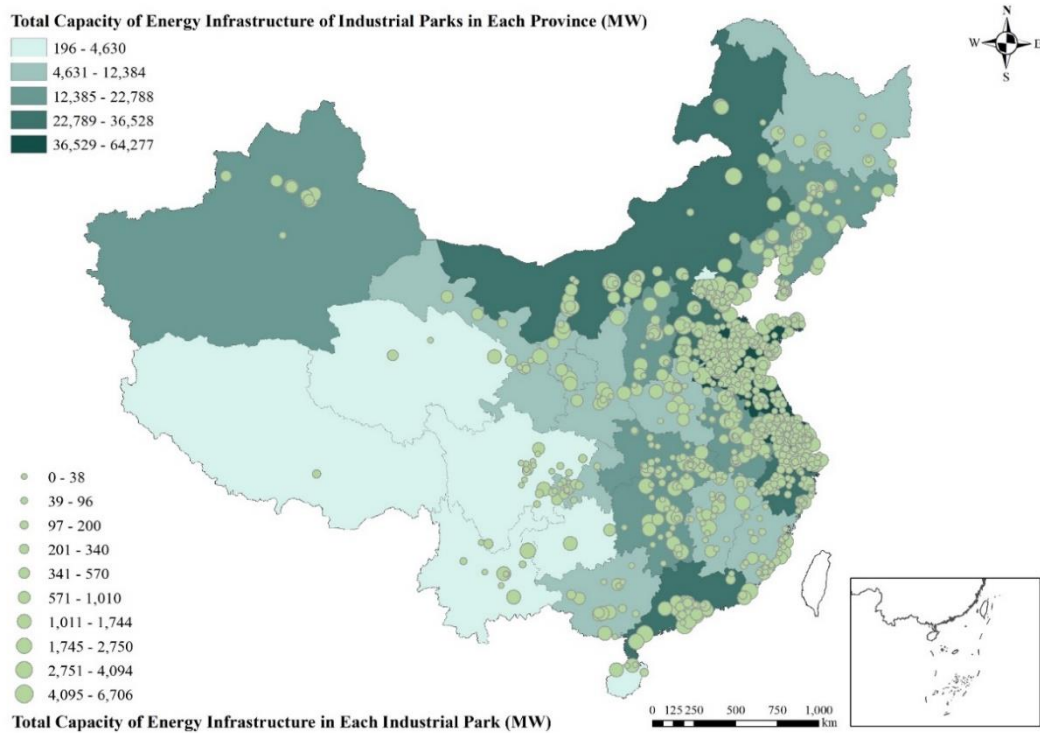 Total Capacity of Energy Infrastructure of Industrial Parks in Each Province (MW)
196 - 4,630
4,631 - 12,384
12,385 - 22,788
22,789 - 36,528
36,529 - 64,277
N
W E
S
0 - 38
39 - 96
97 - 200
201 - 340
341 - 570
571 - 1,010
1,011 - 1,744
1,745 - 2,750
2,751 - 4,094
4,095 - 6,706
Total Capacity of Energy Infrastructure in Each Industrial Park (MW)
0 125 250 500 750 1,000
km